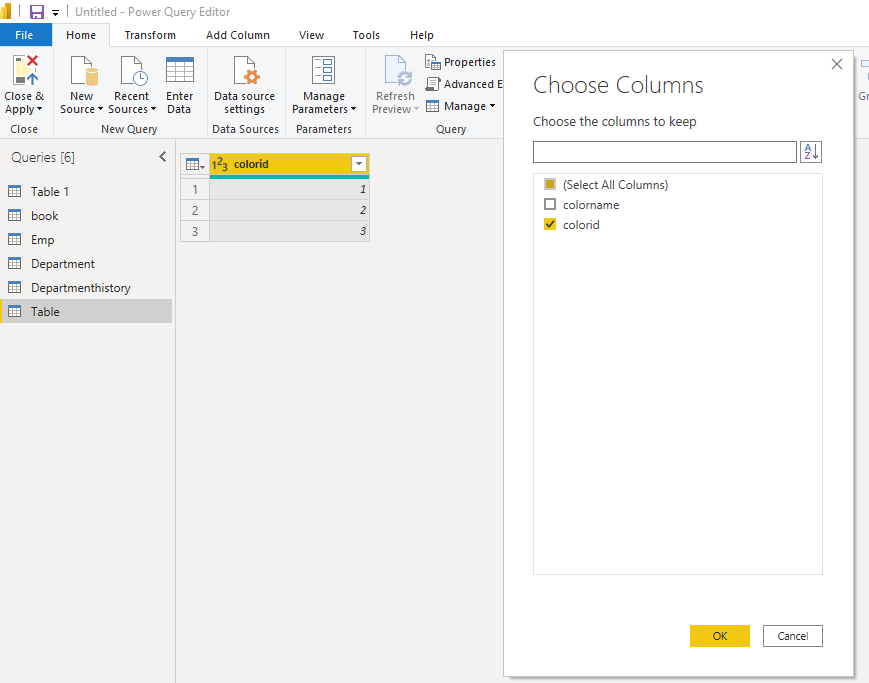 Untitled - Power Query Editor
File Home Transform Add Column View Tools Help
Close & Apply
New Source
Recent Sources
Enter Data
Data source settings
Manage Parameters
Refresh Preview
Properties
Advanced E
Manage
Close
New Query
Data Sources
Parameters
Query
Queries [6]
Table 1
book
Emp
Department
Departmenthistory
Table
1²3 colorid
1 1
2 2
3 3
Choose Columns
Choose the columns to keep
A
Z
(Select All Columns)
colorname
colorid
OK Cancel
Gr